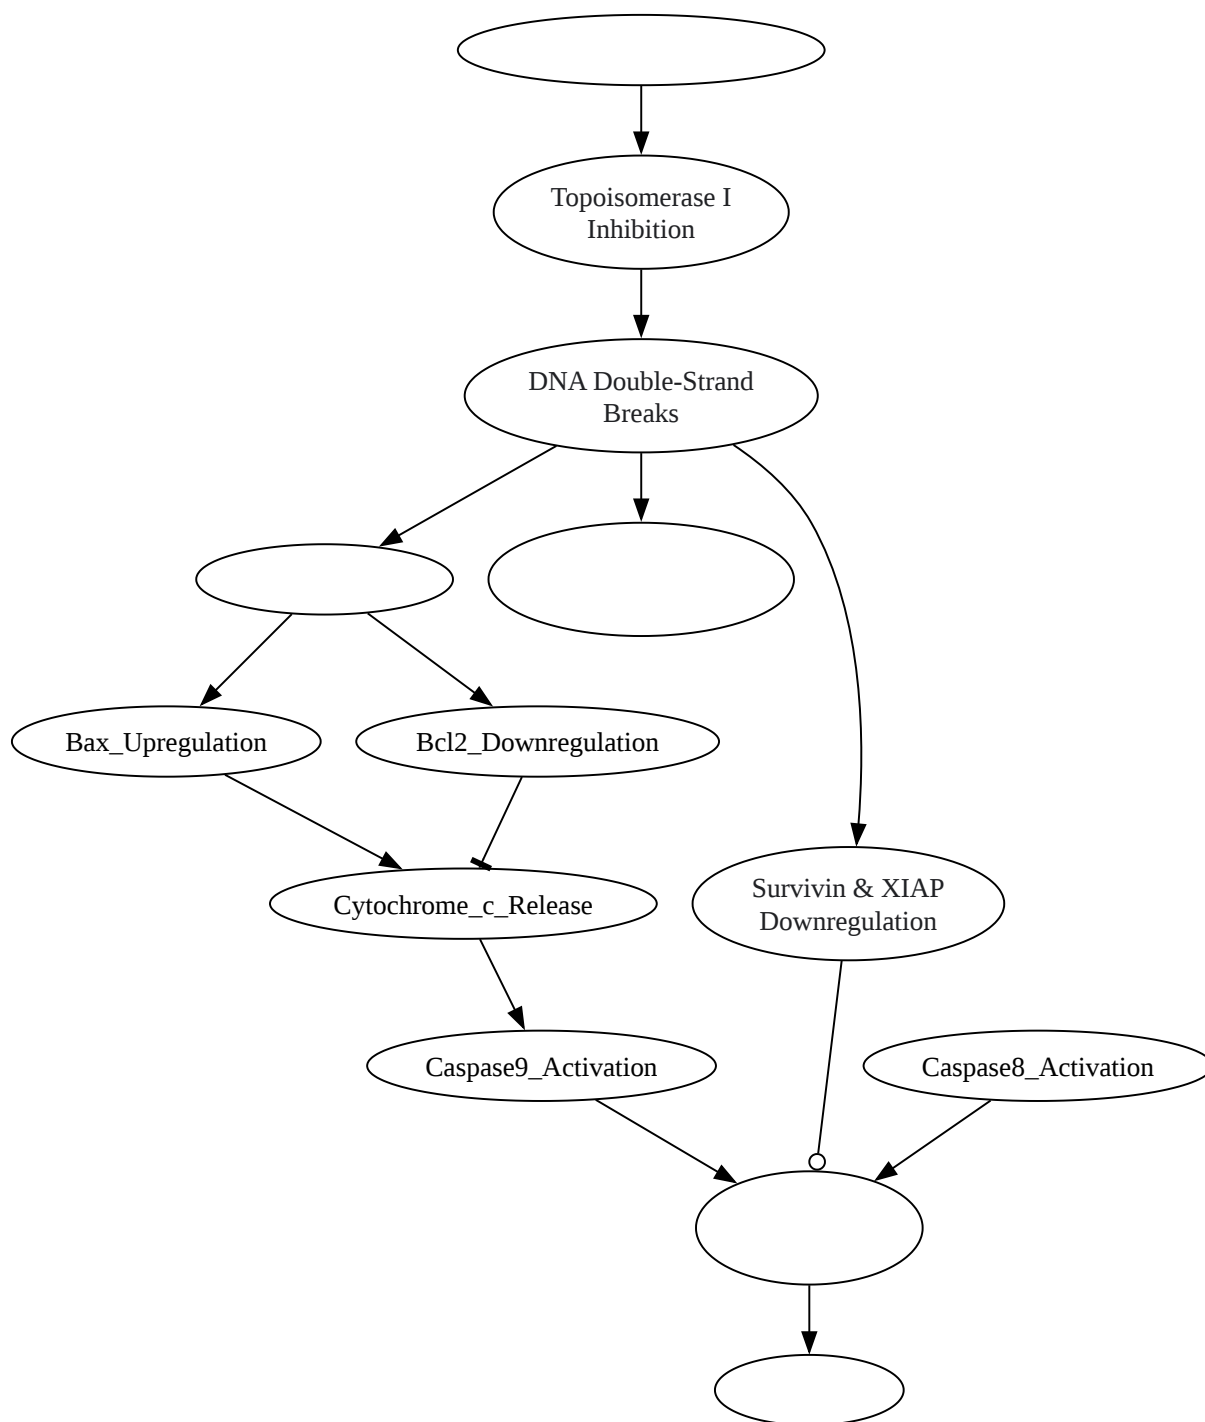 Topoisomerase I
Inhibition
DNA Double-Strand
Breaks
Bax_Upregulation
Bcl2_Downregulation
Cytochrome_c_Release
Survivin & XIAP
Downregulation
Caspase9_Activation
Caspase8_Activation